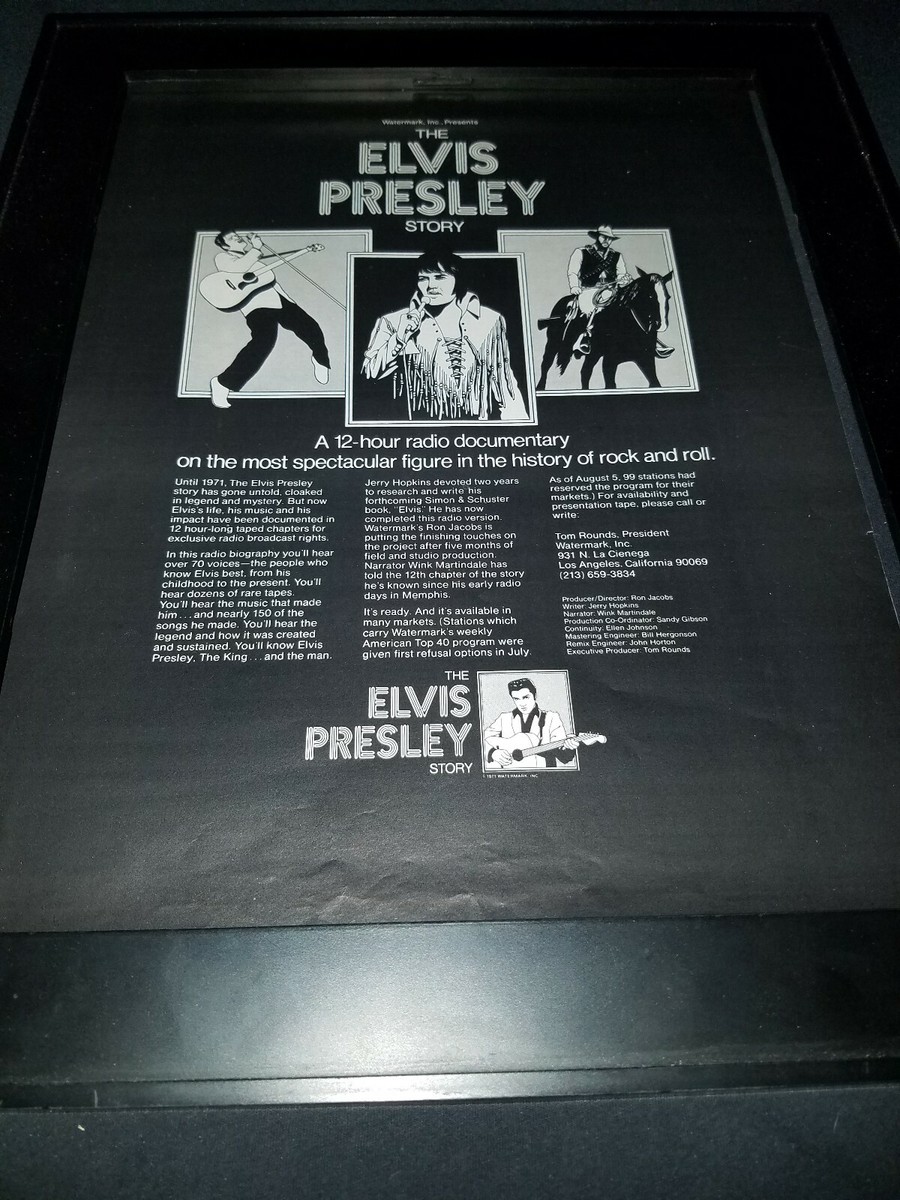 Watermark, Inc., Presents
THE
ELVIS
PRESLEY
STORY
A 12-hour radio documentary
on the most spectacular figure in the history of rock and roll.
Until 1971, The Elvis Presley
story has gone untold, cloaked
in legend and mystery. But now
Elvis's life, his music and his
impact have been documented in
12 hour-long taped chapters for
exclusive radio broadcast rights.
In this radio biography you'll hear
over 70 voices—the people who
know Elvis best, from his
childhood to the present. You'll
hear dozens of rare tapes.
You'll hear the music that made
him...and nearly 150 of the
songs he made. You'll hear the
legend and how it was created
and sustained. You'll know Elvis
Presley, The King...and the man.
Jerry Hopkins devoted two years
to research and write his
forthcoming Simon & Schuster
book, "Elvis." He has now
completed this radio version.
Watermark's Ron Jacobs is
putting the finishing touches on
the project after five months of
field and studio production.
Narrator Wink Martindale has
told the 12th chapter of the story
he's known since his early radio
days in Memphis.
It's ready. And it's available in
many markets. (Stations which
carry Watermark's weekly
American Top 40 program were
given first refusal options in July.
As of August 5, 99 stations had
reserved the program for their
markets.) For availability and
presentation tape, please call or
write:
Tom Rounds, President
Watermark, Inc.
931 N. La Cienega
Los Angeles, California 90069
(213) 659-3834
Producer/Director: Ron Jacobs
Writer: Jerry Hopkins
Narrator: Wink Martindale
Production Co-Ordinator: Sandy Gibson
Continuity: Ellen Johnson
Mastering Engineer: Bill Hergonson
Remix Engineer: John Horton
Executive Producer: Tom Rounds
THE
ELVIS
PRESLEY
STORY
© 1971 WATERMARK, INC.